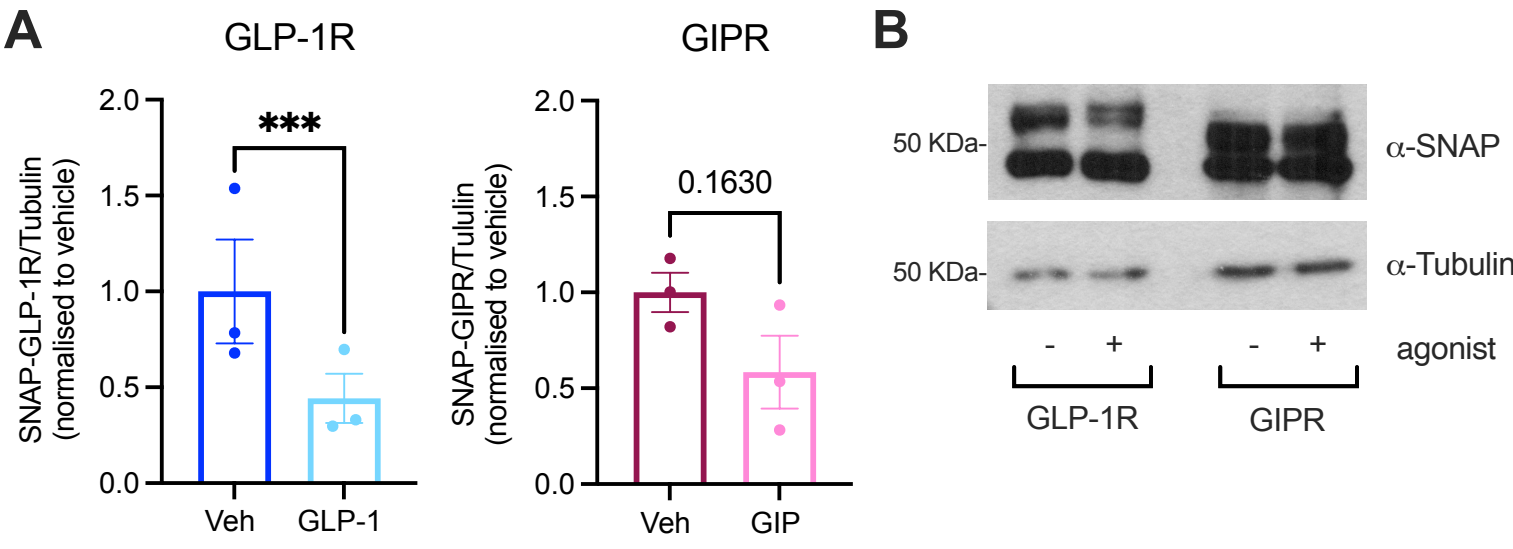 A
GLP-1R
SNAP-GLP-1R/Tubulin
(normalised to vehicle)
2.0
1.5
1.0
0.5
0.0
***
Veh
GLP-1
GIPR
SNAP-GIPR/Tululin
(normalised to vehicle)
2.0
1.5
1.0
0.5
0.0
0.1630
Veh
GIP
B
50 KDa-
α-SNAP
50 KDa-
α-Tubulin
- + - + agonist
GLP-1R GIPR